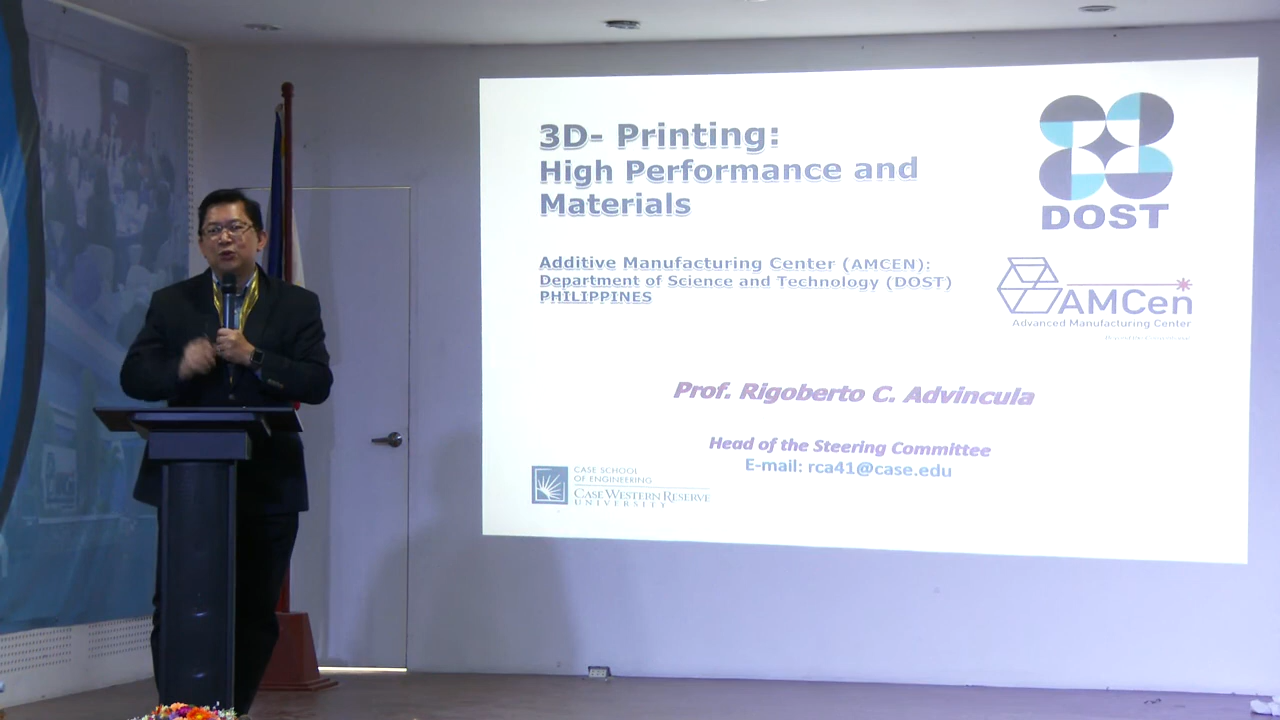 3D- Printing:
High Performance and
Materials
DOST
Additive Manufacturing Center (AMCEN):
Department of Science and Technology (DOST)
PHILIPPINES
AMCen
Advanced Manufacturing Center
Prof. Rigoberto C. Advincula
Head of the Steering Committee
E-mail: rca41@case.edu
CASE SCHOOL
OF ENGINEERING
CASE WESTERN RESERVE
UNIVERSITY